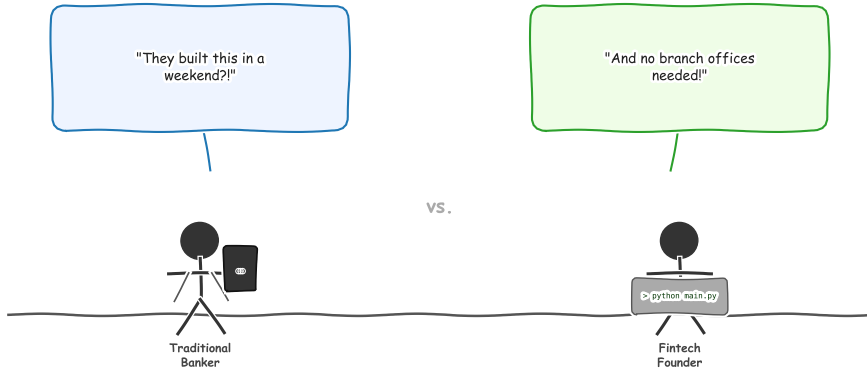 "They built this in a
weekend?!"
"And no branch offices
needed!"
vs.
> python main.py
Traditional
Banker
Fintech
Founder